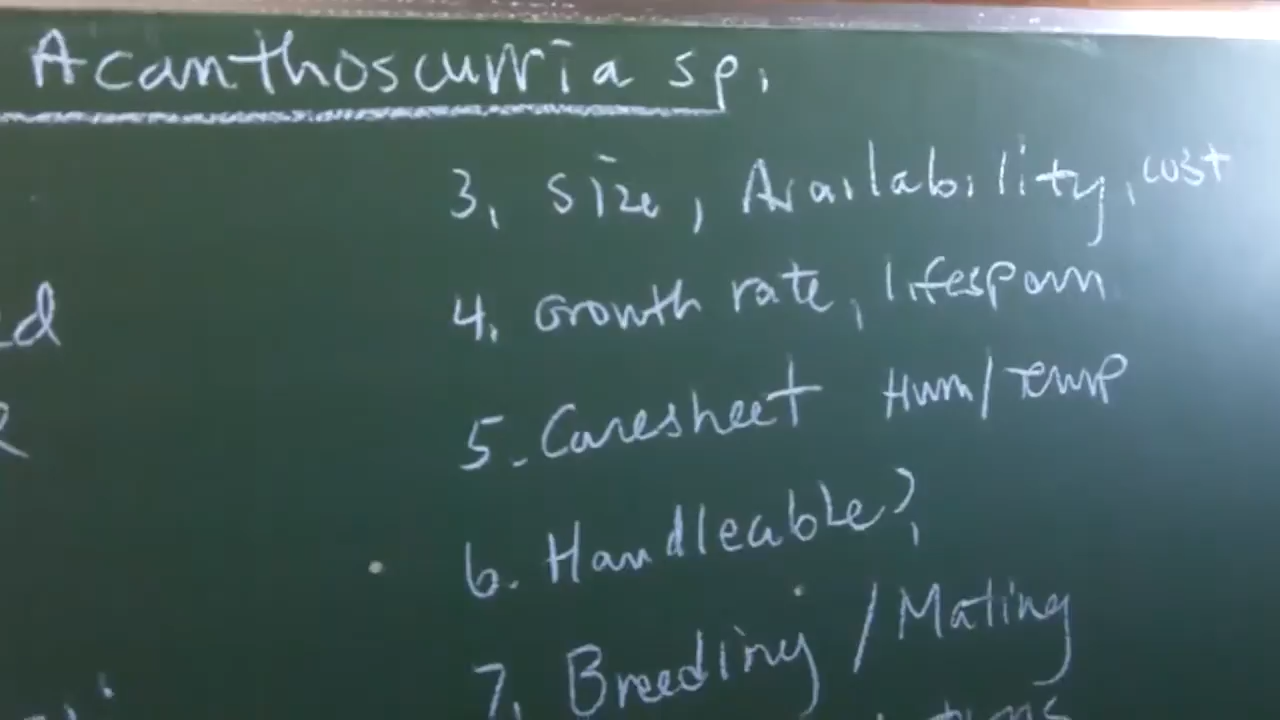 Acanthoscurria sp.
3, Size, Availability, cost
4. Growth rate, lifespan
5. Caresheet Hum/Temp
6. Handleable?
7, Breeding / Mating